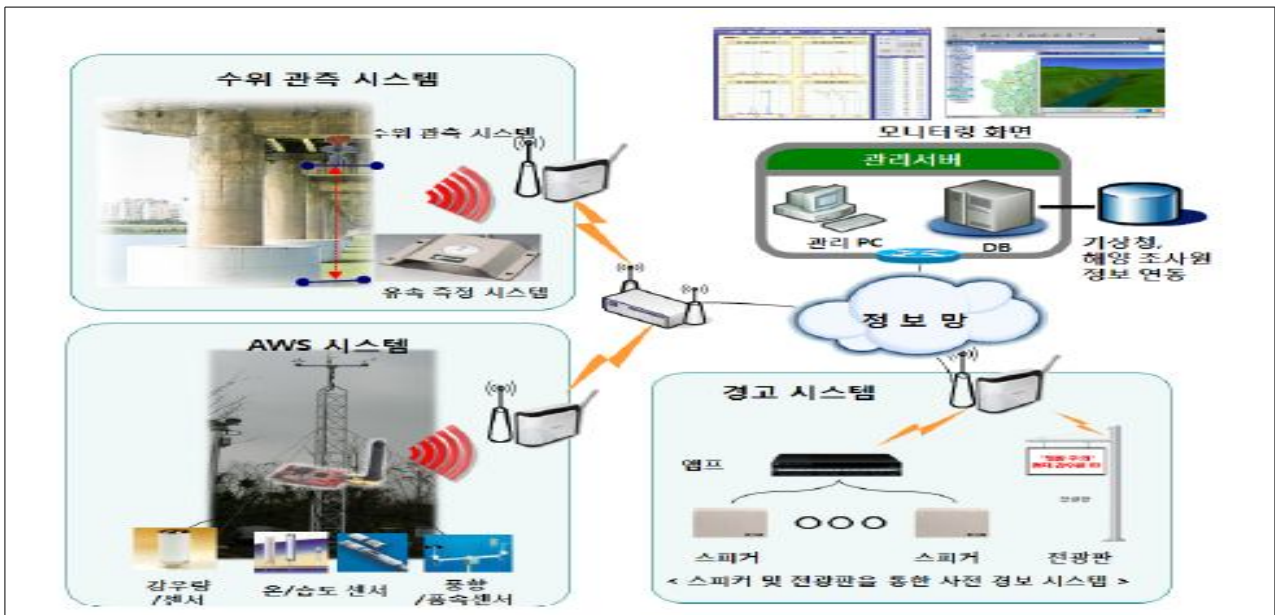 수위 관측 시스템
수위 관측 시스템
유속 측정 시스템
AWS 시스템
강우량
/센서
온/습도 센서
풍향
/풍속센서
모니터링 화면
관리서버
관리 PC
DB
기상청,
해양 조사원
정보 연동
정 보 망
경고 시스템
앰프
스피커
스피커
전광판
전광판
< 스피커 및 전광판을 통한 사전 경보 시스템 >